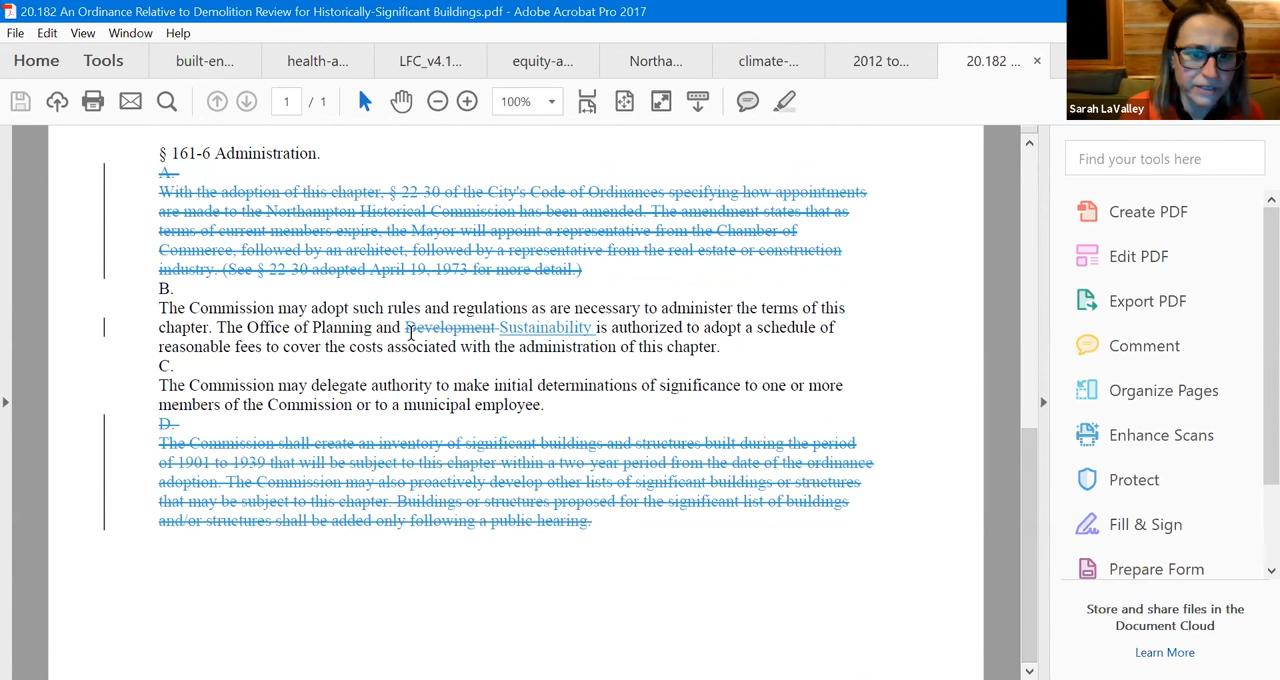 20.182 An Ordinance Relative to Demolition Review for Historically-Significant Buildings.pdf - Adobe Acrobat Pro 2017
File Edit View Window Help
Home Tools built-en... health-a... LFC_v4.1... equity-a... Northa... climate-... 2012 to... 20.182 ... ×
1 / 1 100%
Sarah LaValley
§ 161-6 Administration.
A.
With the adoption of this chapter, § 22-30 of the City's Code of Ordinances specifying how appointments
are made to the Northampton Historical Commission has been amended. The amendment states that as
terms of current members expire, the Mayor will appoint a representative from the Chamber of
Commerce, followed by an architect, followed by a representative from the real estate or construction
industry. (See § 22-30 adopted April 19, 1973 for more detail.)
B.
The Commission may adopt such rules and regulations as are necessary to administer the terms of this
chapter. The Office of Planning and Development Sustainability is authorized to adopt a schedule of
reasonable fees to cover the costs associated with the administration of this chapter.
C.
The Commission may delegate authority to make initial determinations of significance to one or more
members of the Commission or to a municipal employee.
D.
The Commission shall create an inventory of significant buildings and structures built during the period
of 1901 to 1939 that will be subject to this chapter within a two-year period from the date of the ordinance
adoption. The Commission may also proactively develop other lists of significant buildings or structures
that may be subject to this chapter. Buildings or structures proposed for the significant list of buildings
and/or structures shall be added only following a public hearing.
Find your tools here
Create PDF
Edit PDF
Export PDF
Comment
Organize Pages
Enhance Scans
Protect
Fill & Sign
Prepare Form
Store and share files in the
Document Cloud
Learn More